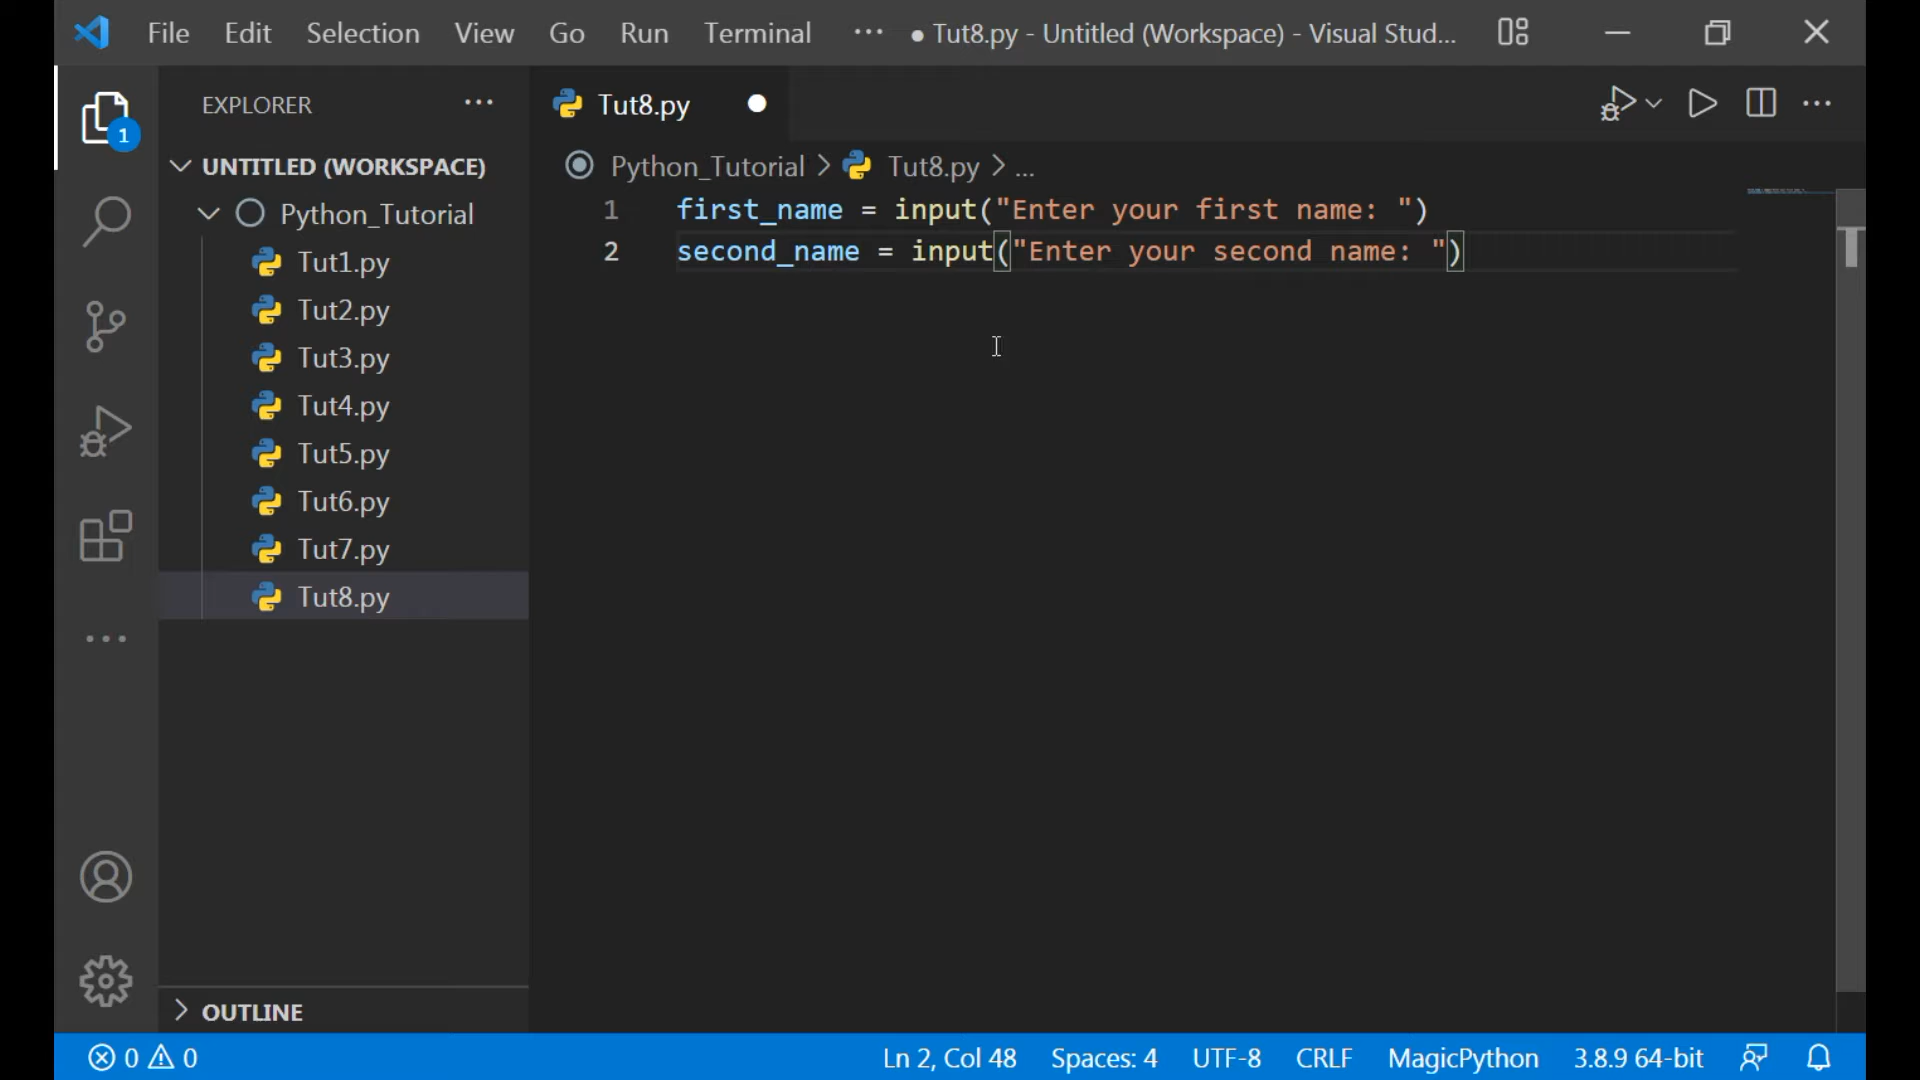 File Edit Selection View Go Run Terminal ··· ● Tut8.py - Untitled (Workspace) - Visual Stud...
EXPLORER ···
Tut8.py
1
UNTITLED (WORKSPACE)
Python_Tutorial > Tut8.py > ...
Python_Tutorial
1 first_name = input("Enter your first name: ")
2 second_name = input("Enter your second name: ")
Tut1.py
Tut2.py
Tut3.py
Tut4.py
Tut5.py
Tut6.py
Tut7.py
Tut8.py
OUTLINE
0 0 Ln 2, Col 48 Spaces: 4 UTF-8 CRLF MagicPython 3.8.9 64-bit